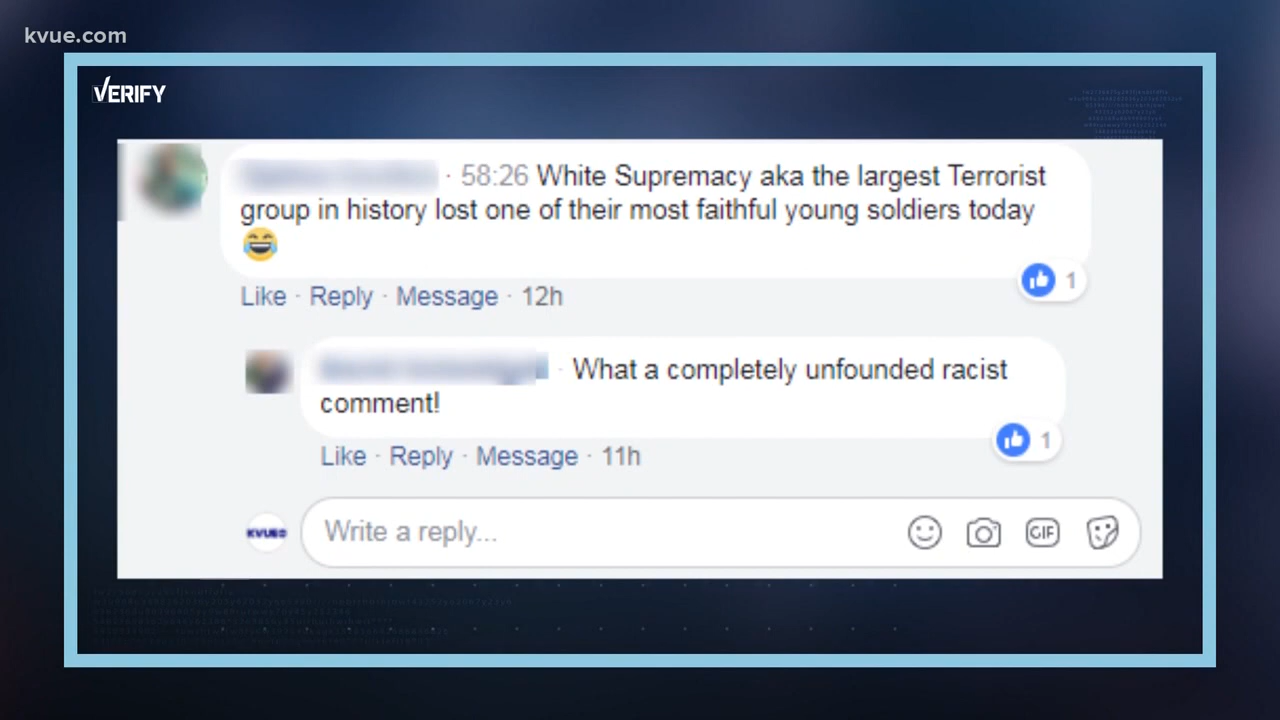 kvue.com
VERIFY
· 58:26 White Supremacy aka the largest Terrorist
group in history lost one of their most faithful young soldiers today
😂
1
Like · Reply · Message · 12h
· What a completely unfounded racist
comment!
1
Like · Reply · Message · 11h
KVUE
Write a reply...
GIF